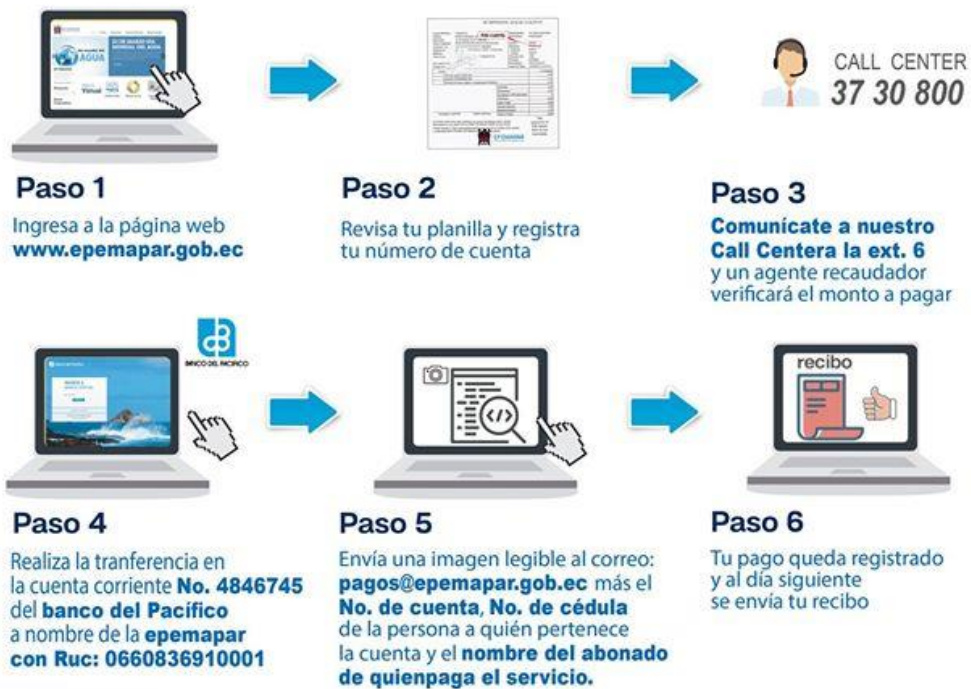 DIA MUNDIAL DEL AGUA
AGUA
Virtual
CALL CENTER
37 30 800
Paso 1
Ingresa a la página web
www.epemapar.gob.ec
Paso 2
Revisa tu planilla y registra
tu número de cuenta
Paso 3
Comunícate a nuestro
Call Centera la ext. 6
y un agente recaudador
verificará el monto a pagar
BANCO DEL PACIFICO
recibo
Paso 4
Realiza la tranferencia en
la cuenta corriente No. 4846745
del banco del Pacífico
a nombre de la epemapar
con Ruc: 0660836910001
Paso 5
Envía una imagen legible al correo:
pagos@epemapar.gob.ec más el
No. de cuenta, No. de cédula
de la persona a quién pertenece
la cuenta y el nombre del abonado
de quienpaga el servicio.
Paso 6
Tu pago queda registrado
y al día siguiente
se envía tu recibo